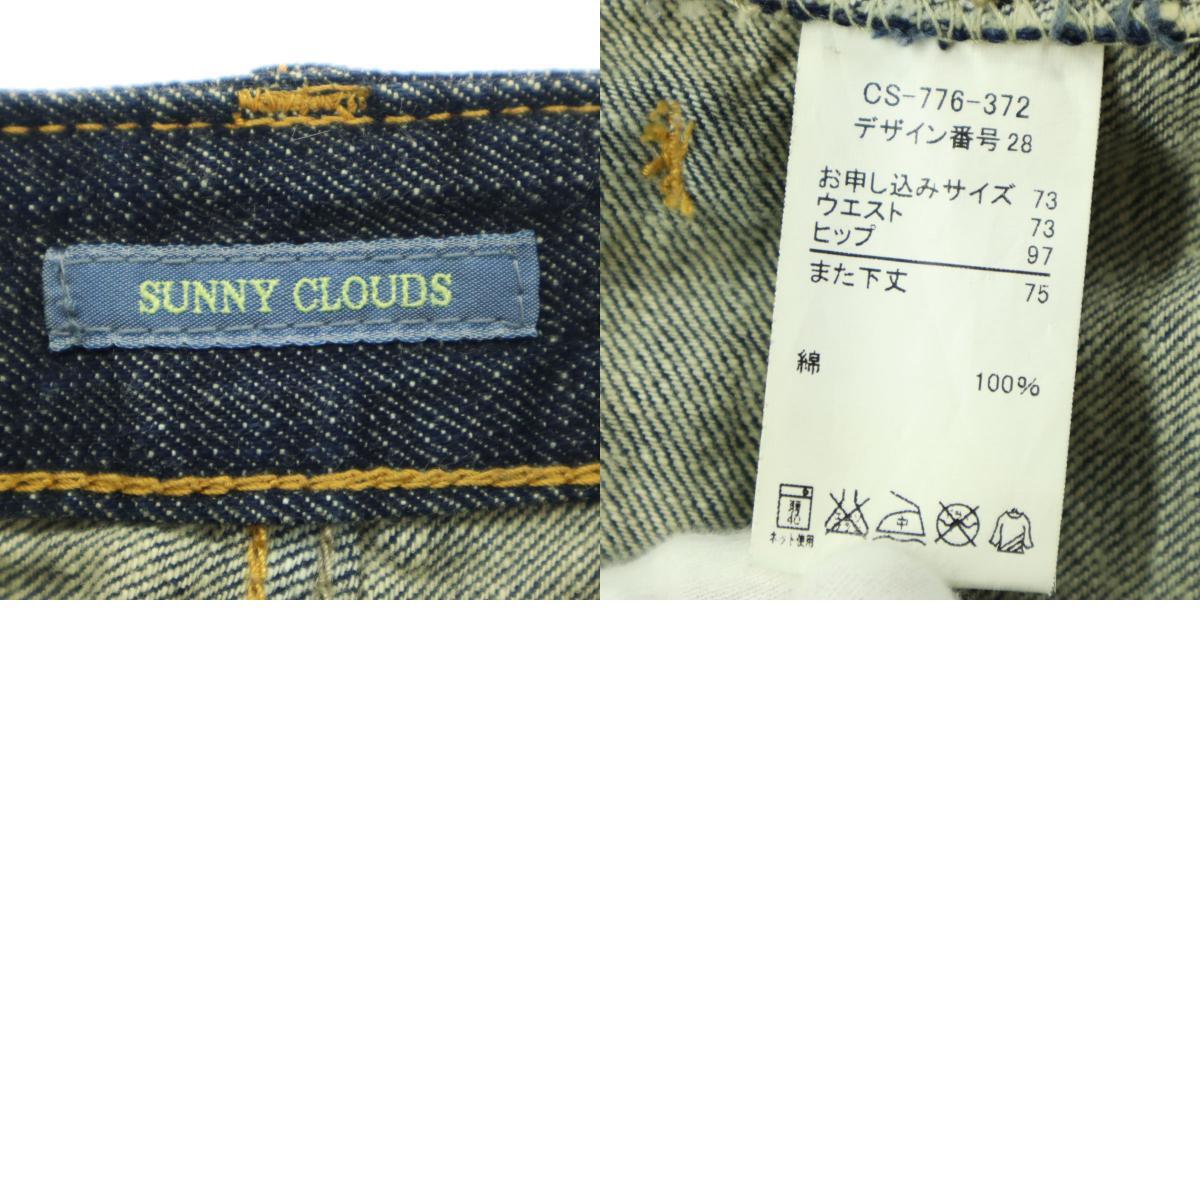 SUNNY CLOUDS
CS-776-372
デザイン番号 28
お申し込みサイズ 73
ウエスト 73
ヒップ 97
また下丈 75
綿 100%
弱
40
中
ネット使用